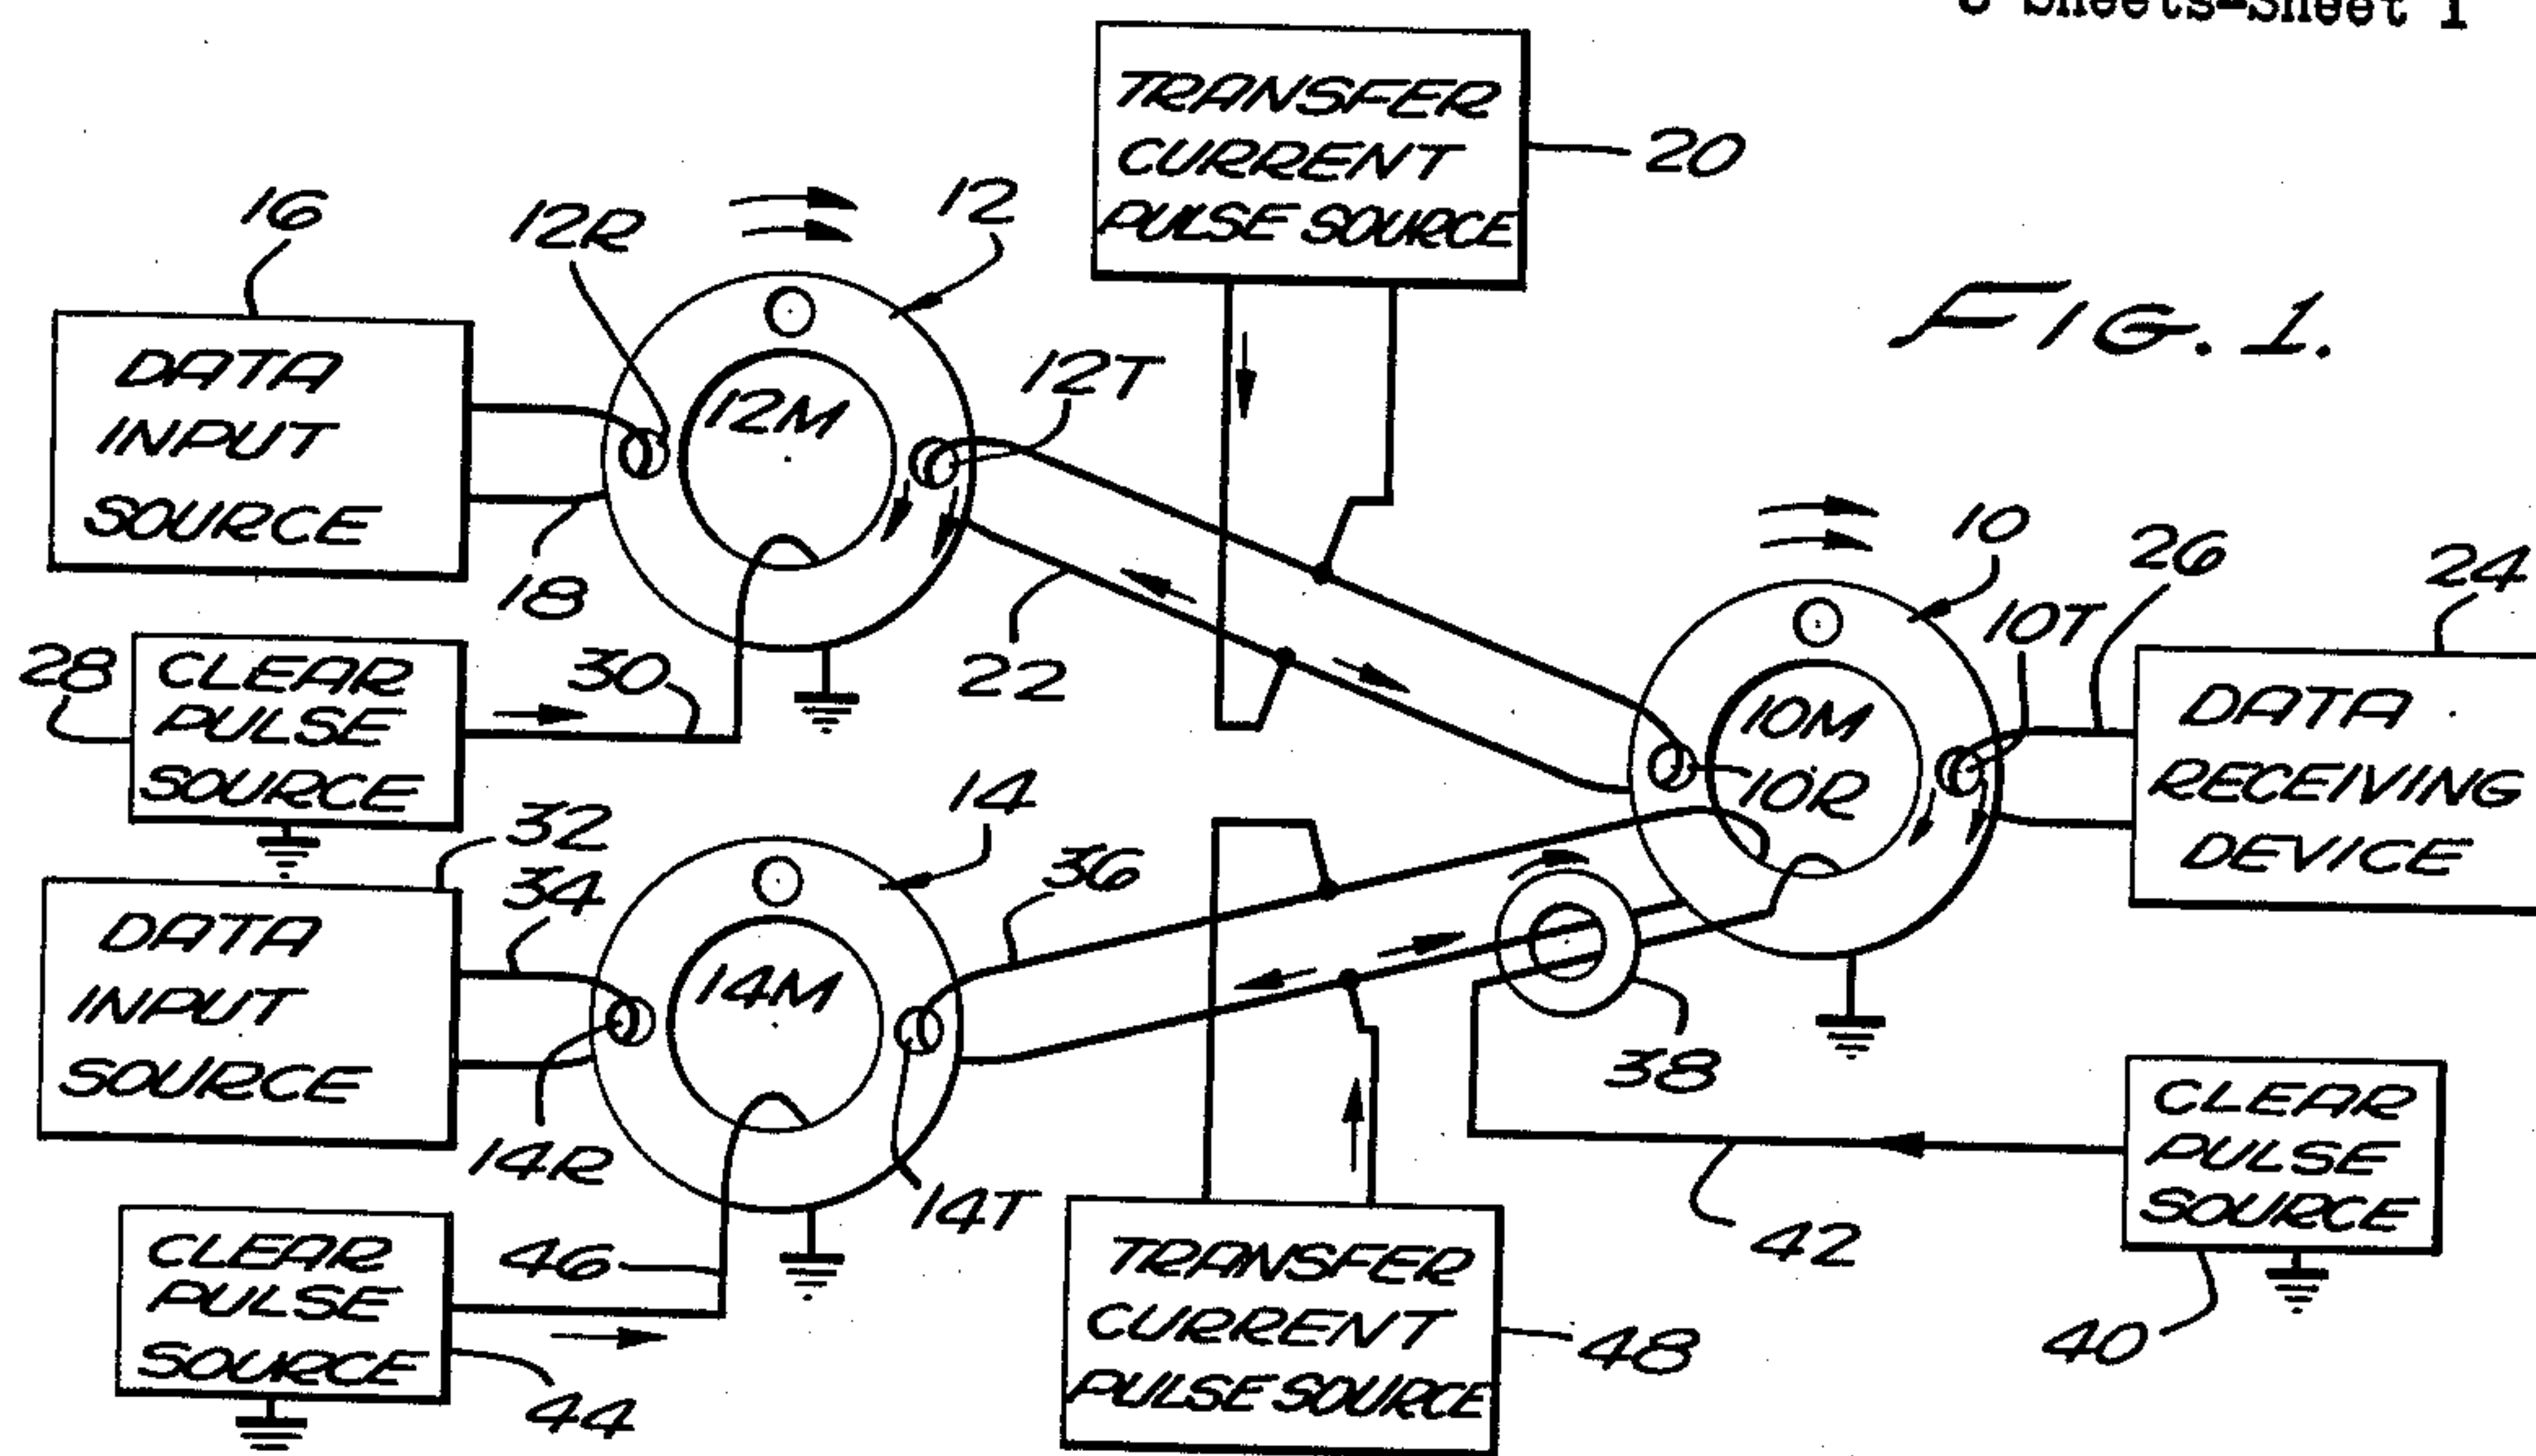 Sheets-Sheet 1
TRANSFER
CURRENT
PULSE SOURCE
20
FIG. 1.
16
12R
12
12M
12T
DATA
INPUT
SOURCE
18
22
10
26
24
10T
10M
10R
DATA
RECEIVING
DEVICE
28
CLEAR
PULSE
SOURCE
30
32
34
14
36
DATA
INPUT
SOURCE
14M
14R
14T
38
CLEAR
PULSE
SOURCE
42
40
46
CLEAR
PULSE
SOURCE
44
TRANSFER
CURRENT
PULSE SOURCE
48